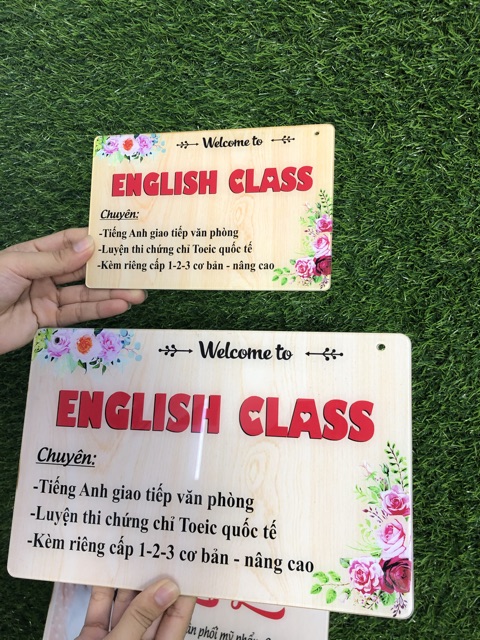 Welcome to
ENGLISH CLASS
Chuyên:
-Tiếng Anh giao tiếp văn phòng
-Luyện thi chứng chỉ Toeic quốc tế
-Kèm riêng cấp 1-2-3 cơ bản - nâng cao
Welcome to
ENGLISH CLASS
Chuyên:
-Tiếng Anh giao tiếp văn phòng
-Luyện thi chứng chỉ Toeic quốc tế
-Kèm riêng cấp 1-2-3 cơ bản - nâng cao
phối mỹ